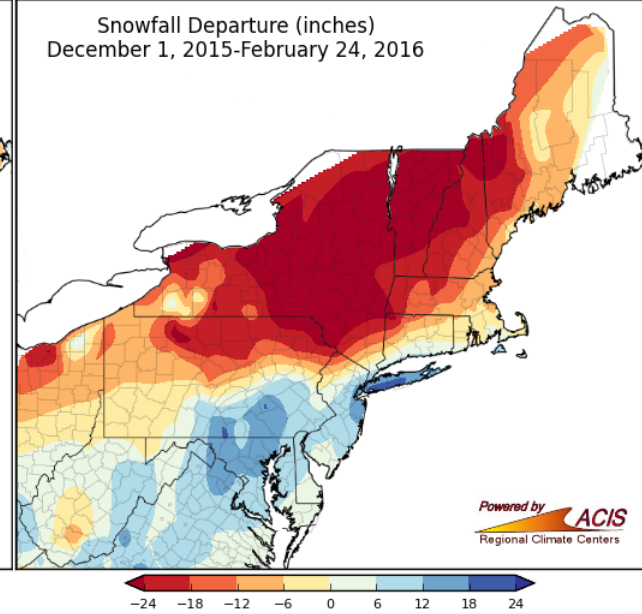 Snowfall Departure (inches)
December 1, 2015-February 24, 2016
Powered by
ACIS
Regional Climate Centers
−24 −18 −12 −6 0 6 12 18 24